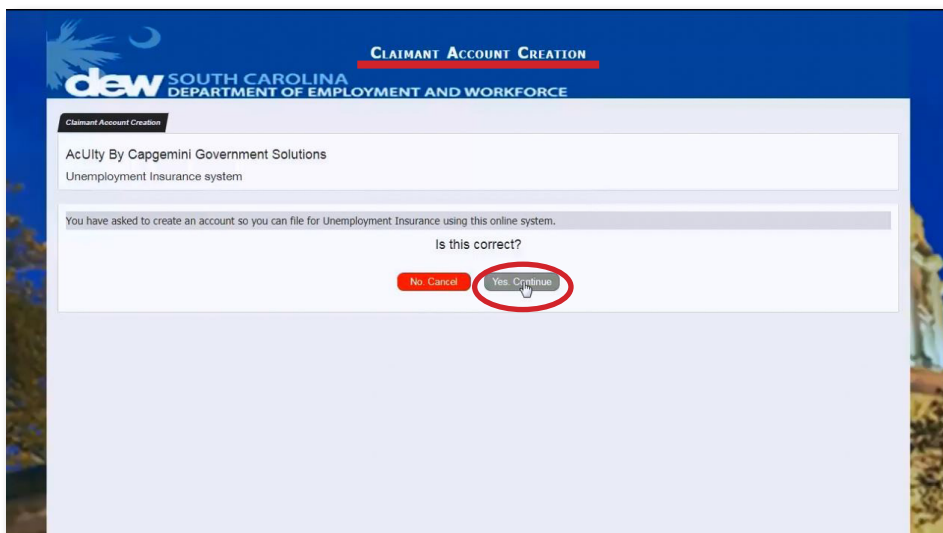 CLAIMANT ACCOUNT CREATION
dew SOUTH CAROLINA
DEPARTMENT OF EMPLOYMENT AND WORKFORCE
Claimant Account Creation
AcUIty By Capgemini Government Solutions
Unemployment Insurance system
You have asked to create an account so you can file for Unemployment Insurance using this online system.
Is this correct?
No. Cancel Yes. Continue